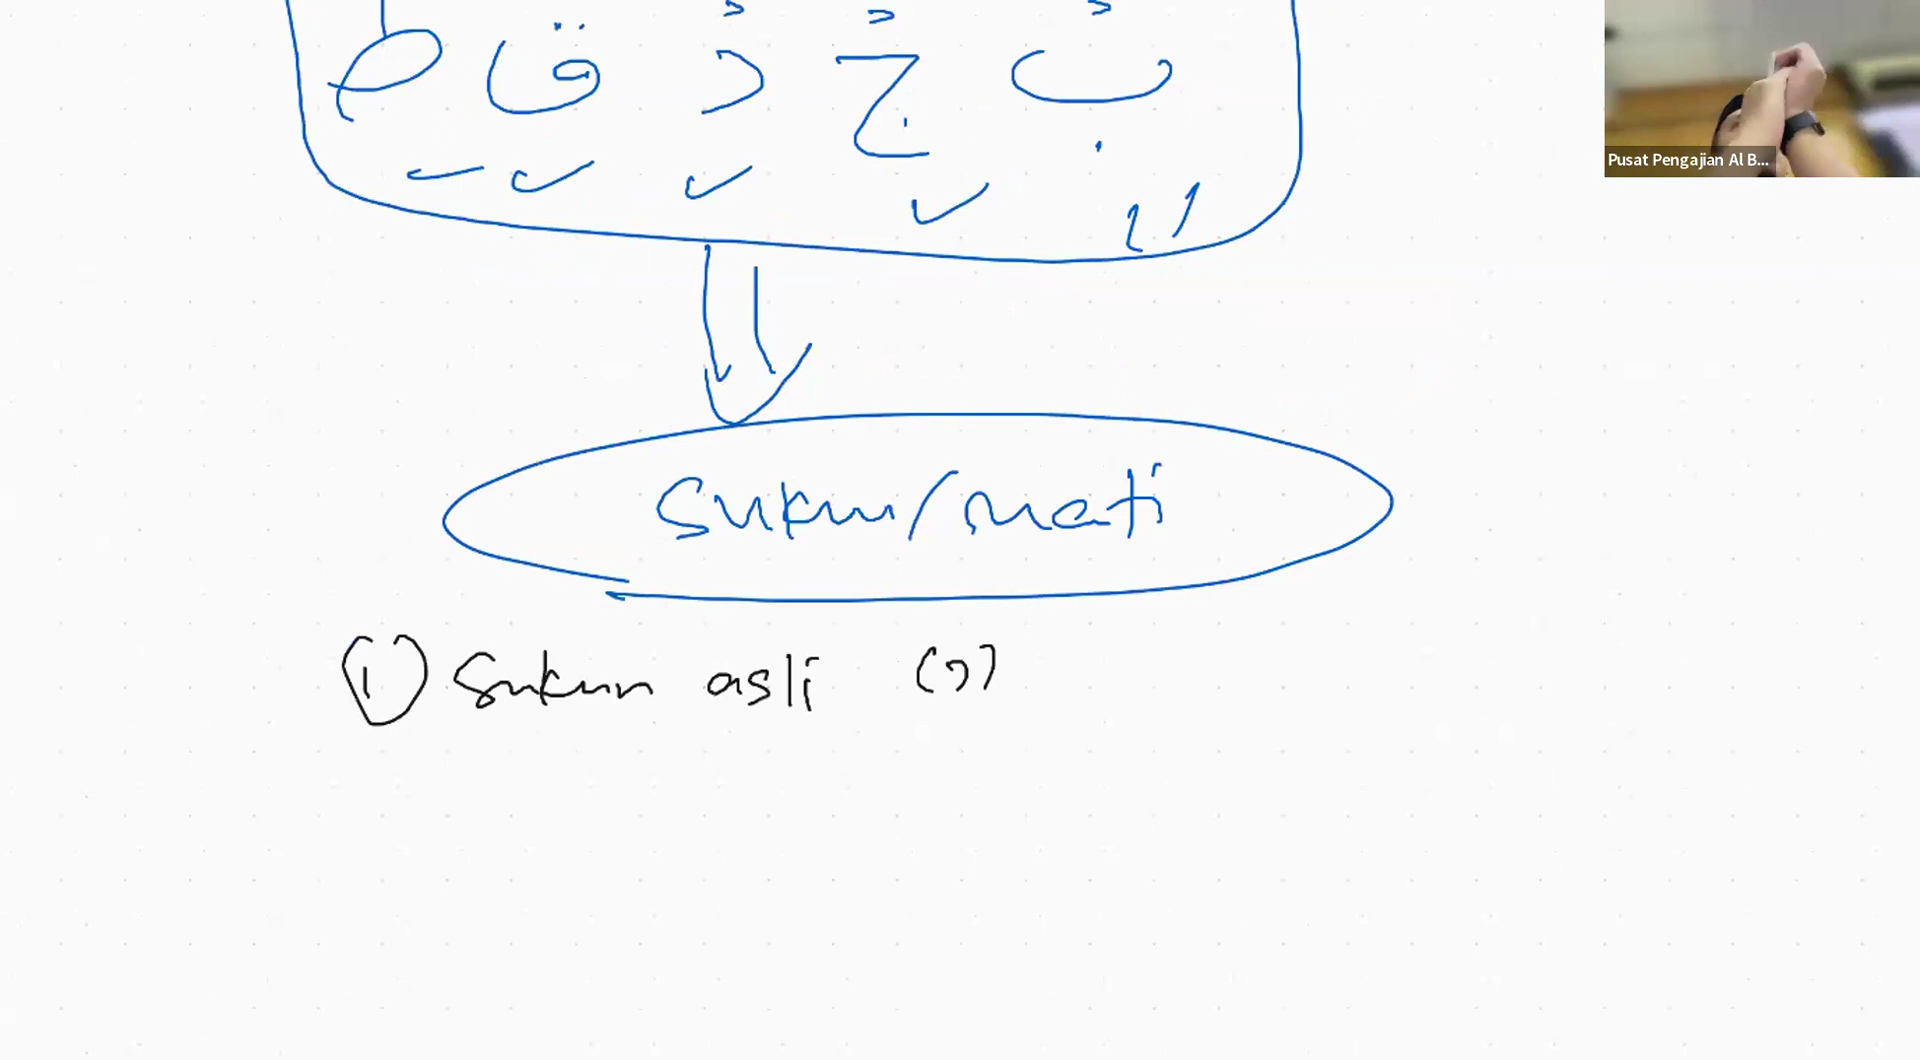 بْ جْ دْ قْ ط
Pusat Pengajian Al B...
sukun/mati
① Sukun asli (ْ)